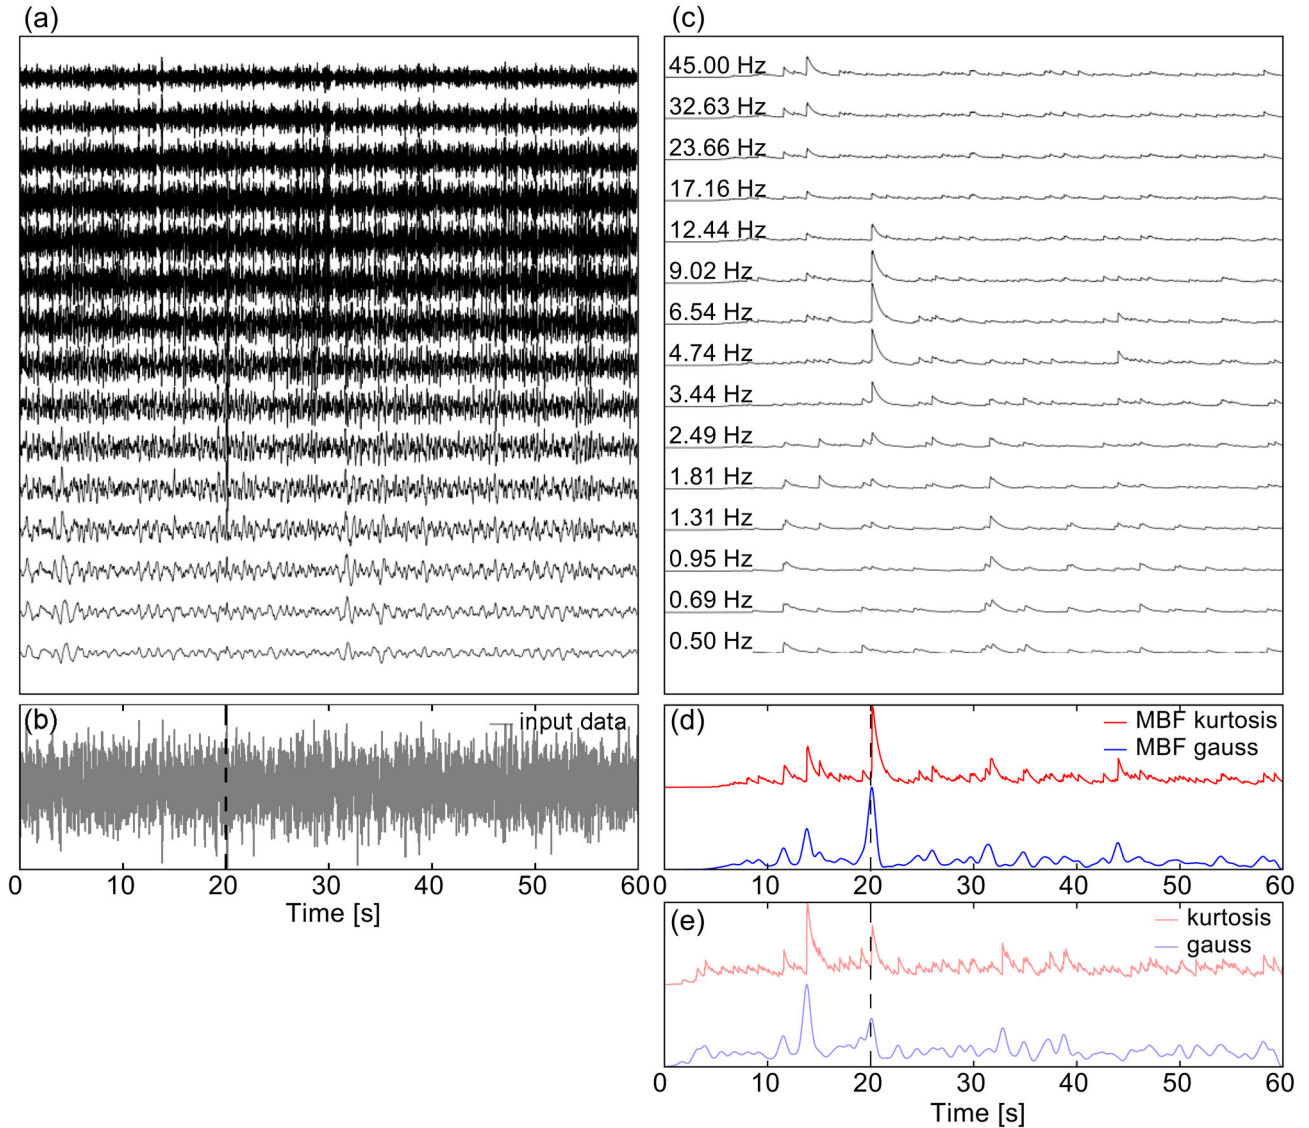 (a)
(c)
45.00 Hz
32.63 Hz
23.66 Hz
17.16 Hz
12.44 Hz
9.02 Hz
6.54 Hz
4.74 Hz
3.44 Hz
2.49 Hz
1.81 Hz
1.31 Hz
0.95 Hz
0.69 Hz
0.50 Hz
(b)
input data
0 10 20 30 40 50 60
Time [s]
(d)
MBF kurtosis
MBF gauss
0 10 20 30 40 50 60
(e)
kurtosis
gauss
0 10 20 30 40 50 60
Time [s]